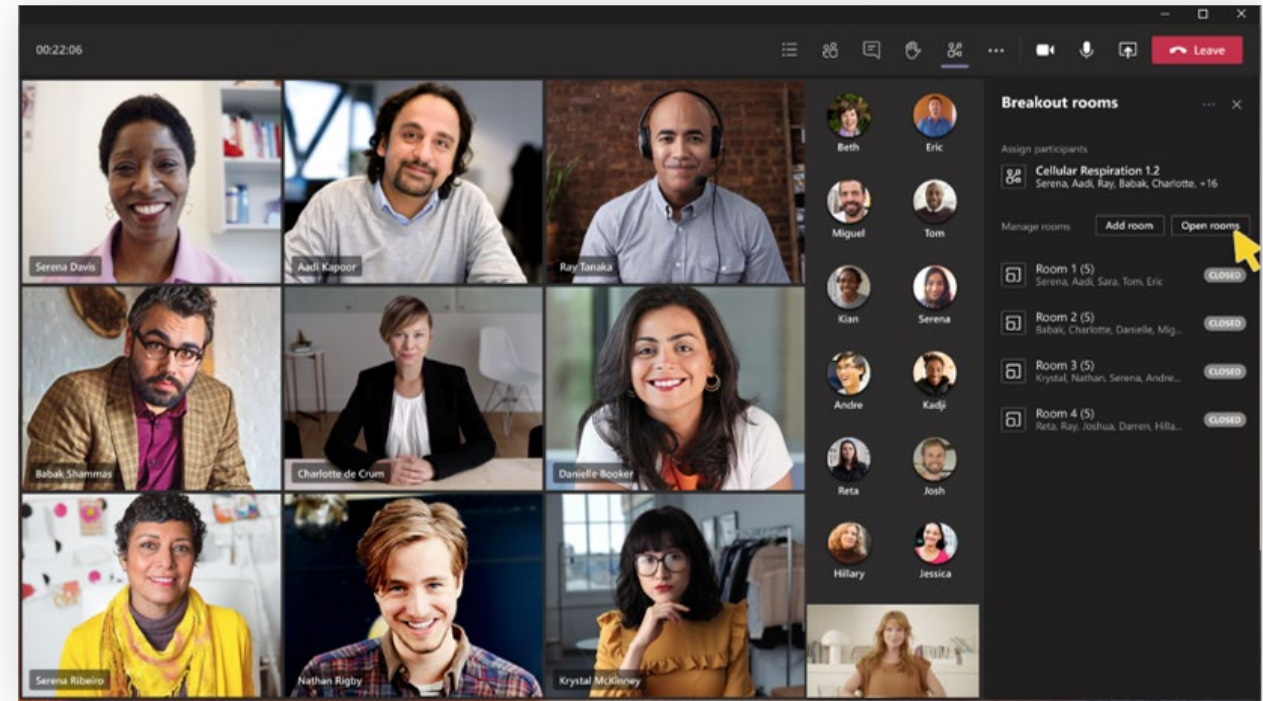 00:22:06
Leave
Serena Davis
Aadi Kapoor
Ray Tanaka
Babak Shammas
Charlotte de Crum
Danielle Booker
Serena Ribeiro
Nathan Rigby
Krystal McKinney
Beth
Eric
Miguel
Tom
Kian
Serena
Andre
Kadji
Reta
Josh
Hillary
Jessica
Breakout rooms
Assign participants
Cellular Respiration 1.2
Serena, Aadi, Ray, Babak, Charlotte, +16
Manage rooms Add room Open rooms
Room 1 (5)
Serena, Aadi, Sara, Tom, Eric
CLOSED
Room 2 (5)
Babak, Charlotte, Danielle, Mig...
CLOSED
Room 3 (5)
Krystal, Nathan, Serena, Andre...
CLOSED
Room 4 (5)
Reta, Ray, Joshua, Darren, Hilla...
CLOSED